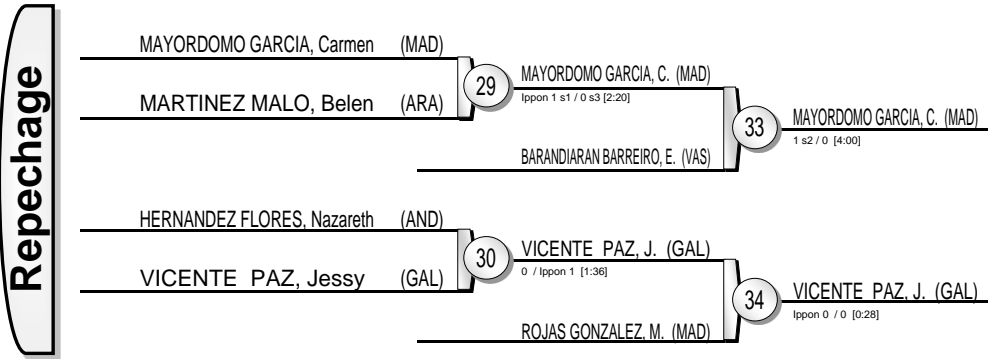 Repechage
MAYORDOMO GARCIA, Carmen (MAD)
MARTINEZ MALO, Belen (ARA)
29
MAYORDOMO GARCIA, C. (MAD)
Ippon 1 s1 / 0 s3 [2:20]
BARANDIARAN BARREIRO, E. (VAS)
33
MAYORDOMO GARCIA, C. (MAD)
1 s2 / 0 [4:00]
HERNANDEZ FLORES, Nazareth (AND)
VICENTE PAZ, Jessy (GAL)
30
VICENTE PAZ, J. (GAL)
0 / Ippon 1 [1:36]
ROJAS GONZALEZ, M. (MAD)
34
VICENTE PAZ, J. (GAL)
Ippon 0 / 0 [0:28]